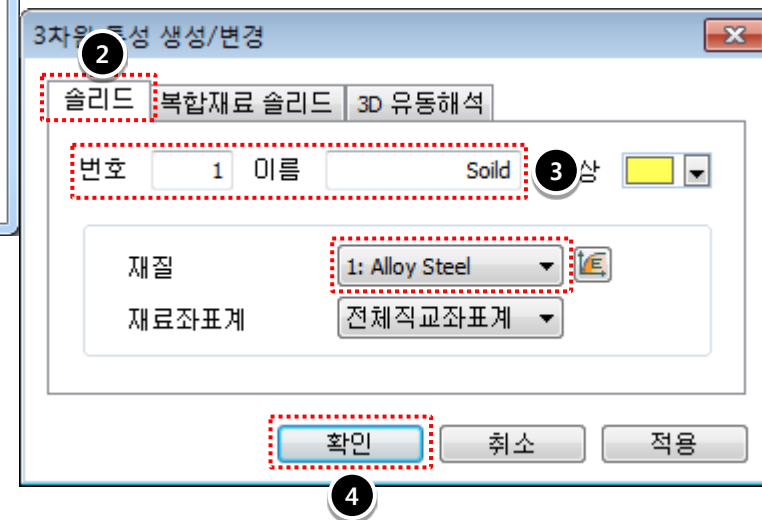 3차원 특성 생성/변경
2
솔리드 복합재료 솔리드 3D 유동해석
번호 1 이름 Soild 3 상
재질 1: Alloy Steel E
재료좌표계 전체직교좌표계
확인 취소 적용
4